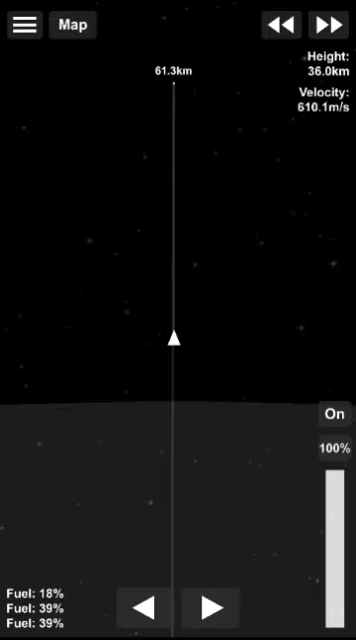 Map
Height:
36.0km
Velocity:
610.1m/s
61.3km
On
100%
Fuel: 18%
Fuel: 39%
Fuel: 39%